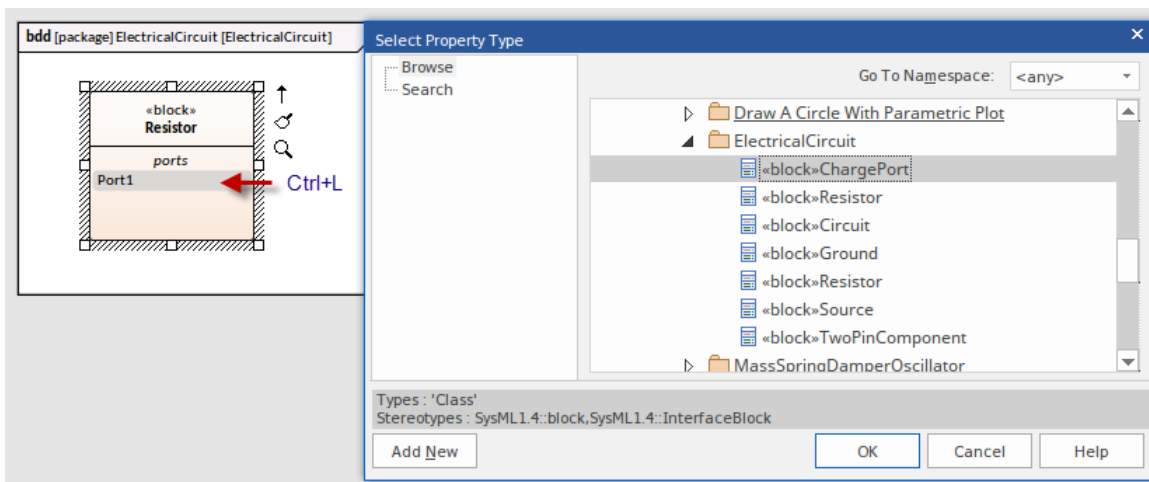 bdd [package] ElectricalCircuit [ElectricalCircuit]
«block»
Resistor
ports
Port1
Ctrl+L
Select Property Type
Browse
Search
Go To Namespace: <any>
Draw A Circle With Parametric Plot
ElectricalCircuit
«block»ChargePort
«block»Resistor
«block»Circuit
«block»Ground
«block»Resistor
«block»Source
«block»TwoPinComponent
MassSpringDamperOscillator
Types : 'Class'
Stereotypes : SysML1.4::block,SysML1.4::InterfaceBlock
Add New
OK
Cancel
Help